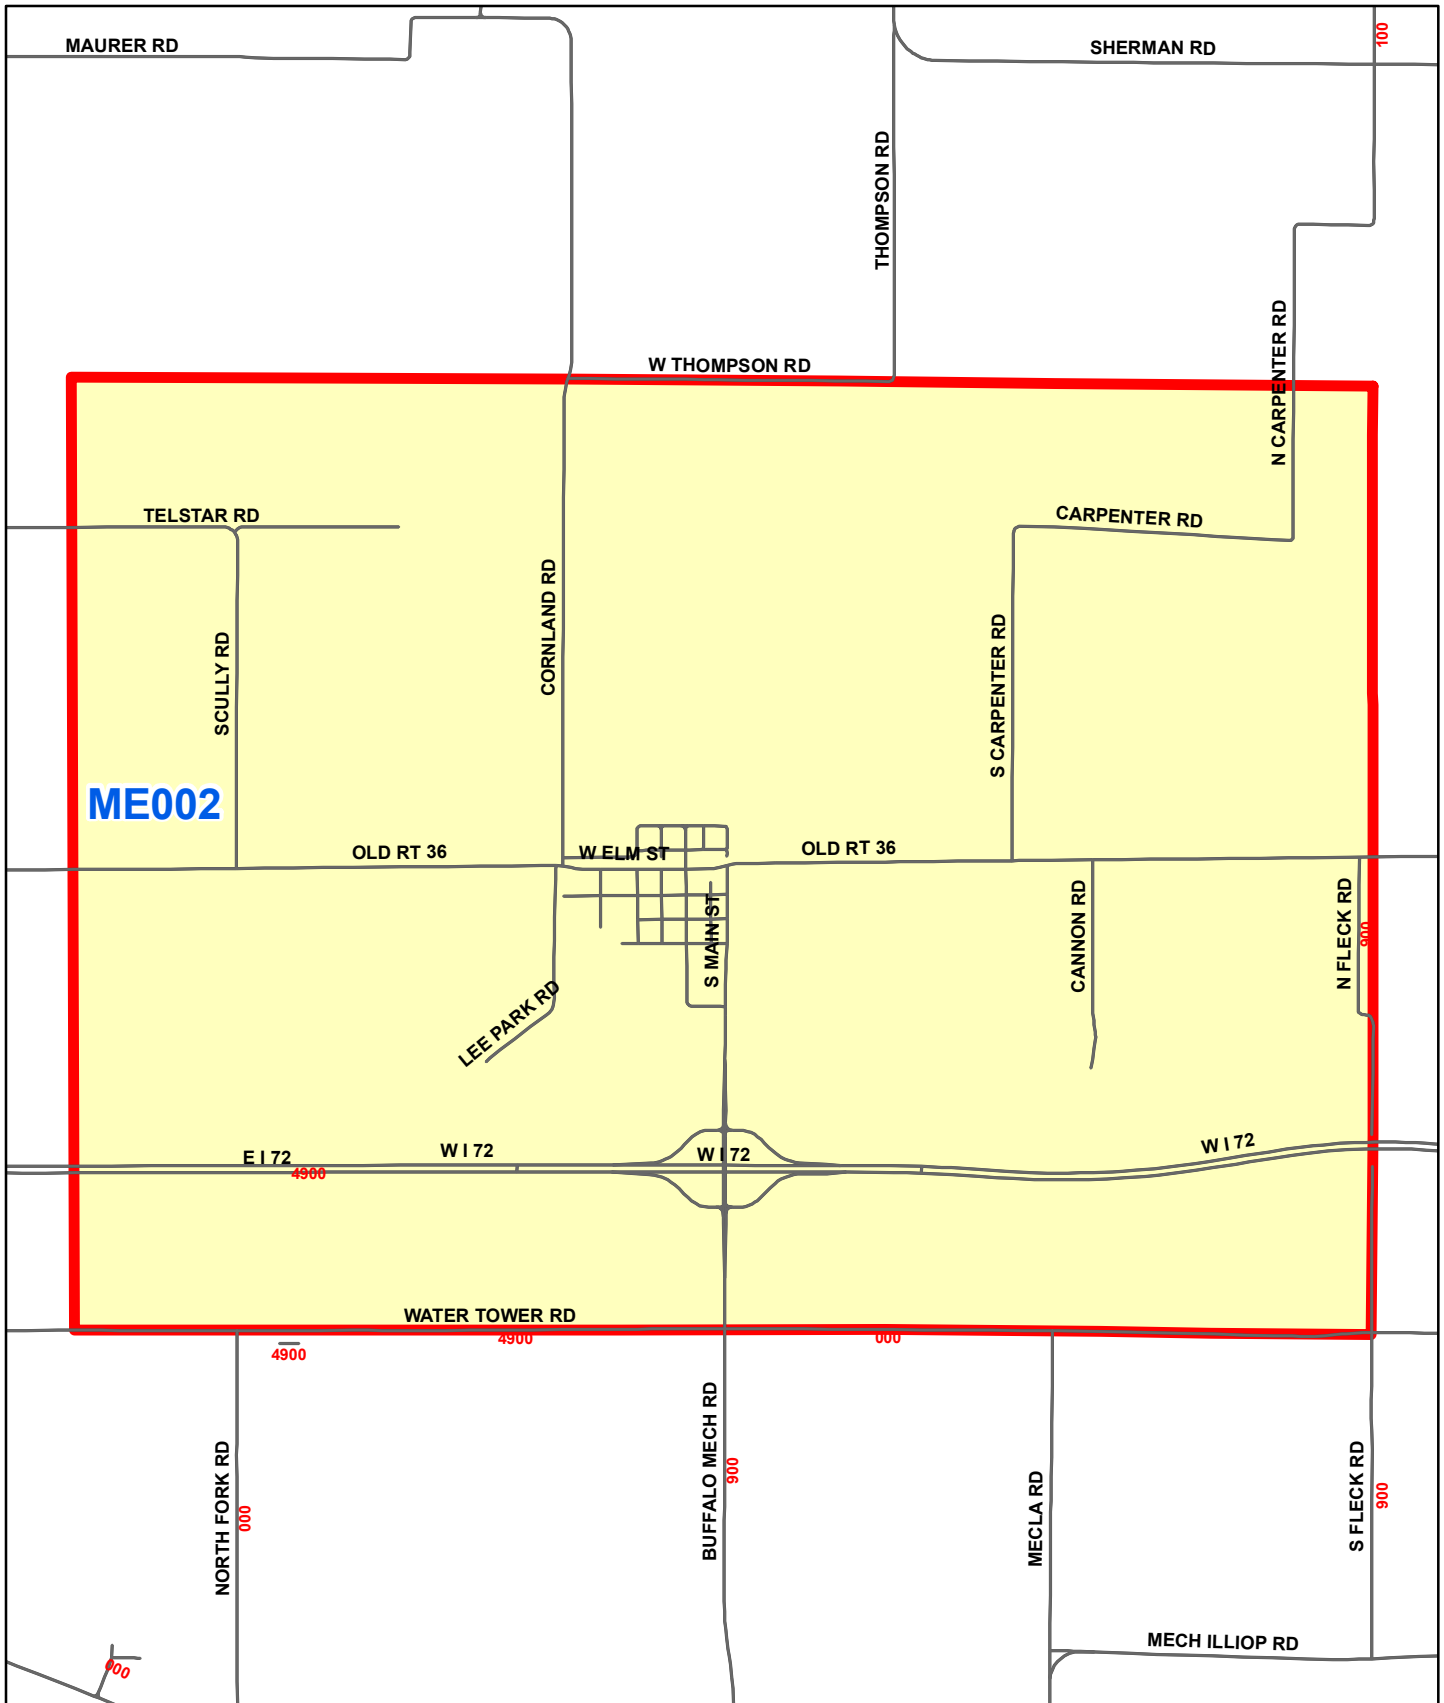 MAURER RD
SHERMAN RD
100
THOMPSON RD
W THOMPSON RD
N CARPENTER RD
TELSTAR RD
CARPENTER RD
CORNLAND RD
SCULLY RD
S CARPENTER RD
ME002
OLD RT 36
W ELM ST
OLD RT 36
S MAIN ST
CANNON RD
N FLECK RD
900
LEE PARK RD
E I 72
W I 72
W I 72
W I 72
4900
WATER TOWER RD
4900
4900
000
NORTH FORK RD
000
BUFFALO MECH RD
900
MECLA RD
S FLECK RD
900
MECH ILLIOP RD
000